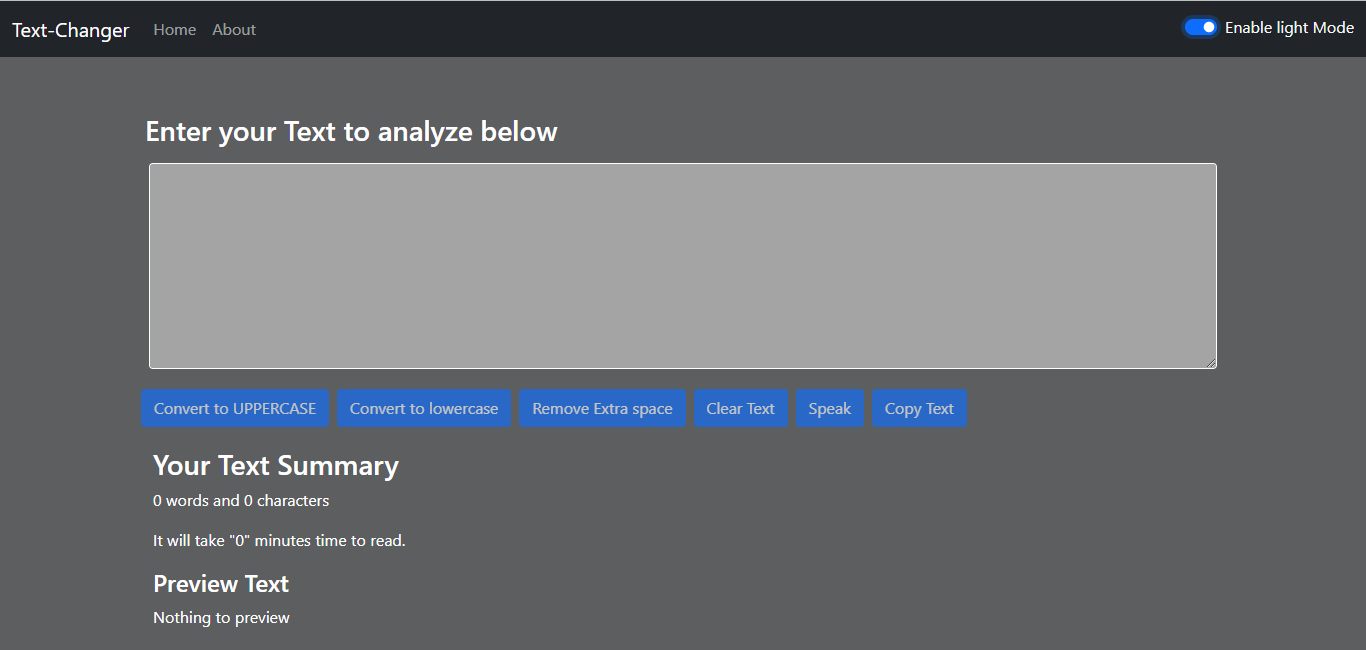 Text-Changer Home About Enable light Mode
Enter your Text to analyze below
Convert to UPPERCASE Convert to lowercase Remove Extra space Clear Text Speak Copy Text
Your Text Summary
0 words and 0 characters
It will take "0" minutes time to read.
Preview Text
Nothing to preview